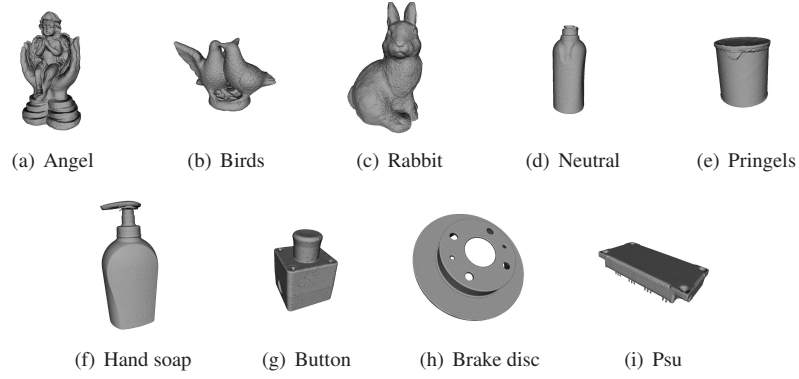 (a) Angel (b) Birds (c) Rabbit (d) Neutral (e) Pringels
(f) Hand soap (g) Button (h) Brake disc (i) Psu